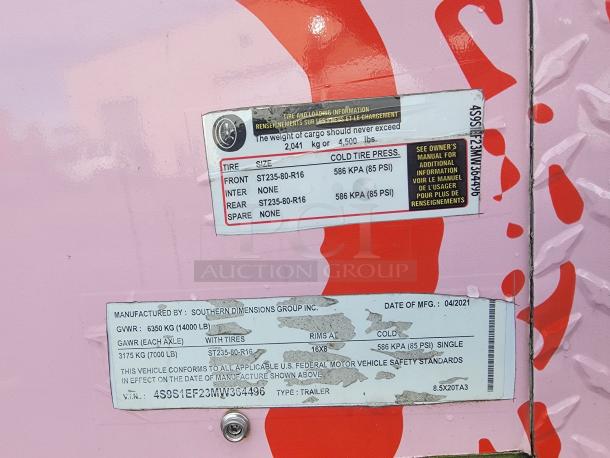 TIRE AND LOADING INFORMATION
RENSEIGNEMENTS SUR LES PNEUS ET LE CHARGEMENT
The weight of cargo should never exceed
2,041 kg or 4,500 lbs.
TIRE SIZE COLD TIRE PRESS.
FRONT ST235-80-R16 586 KPA (85 PSI)
INTER NONE
REAR ST235-80-R16 586 KPA (85 PSI)
SPARE NONE
SEE OWNER'S
MANUAL FOR
ADDITIONAL
INFORMATION
VOIR LE MANUEL
DE L'USAGER
POUR PLUS DE
RENSEIGNEMENTS
4S9S1EF23MW364496
PCI
AUCTION GROUP
MANUFACTURED BY : SOUTHERN DIMENSIONS GROUP INC. DATE OF MFG. : 04/2021
GVWR : 6350 KG (14000 LB)
GAWR (EACH AXLE) WITH TIRES RIMS AT COLD
3175 KG (7000 LB) ST235-80-R16 16X6 586 KPA (85 PSI) SINGLE
THIS VEHICLE CONFORMS TO ALL APPLICABLE U.S. FEDERAL MOTOR VEHICLE SAFETY STANDARDS
IN EFFECT ON THE DATE OF MANUFACTURE SHOWN ABOVE.
V.I.N.: 4S9S1EF23MW364496 TYPE : TRAILER 8.5X20TA3